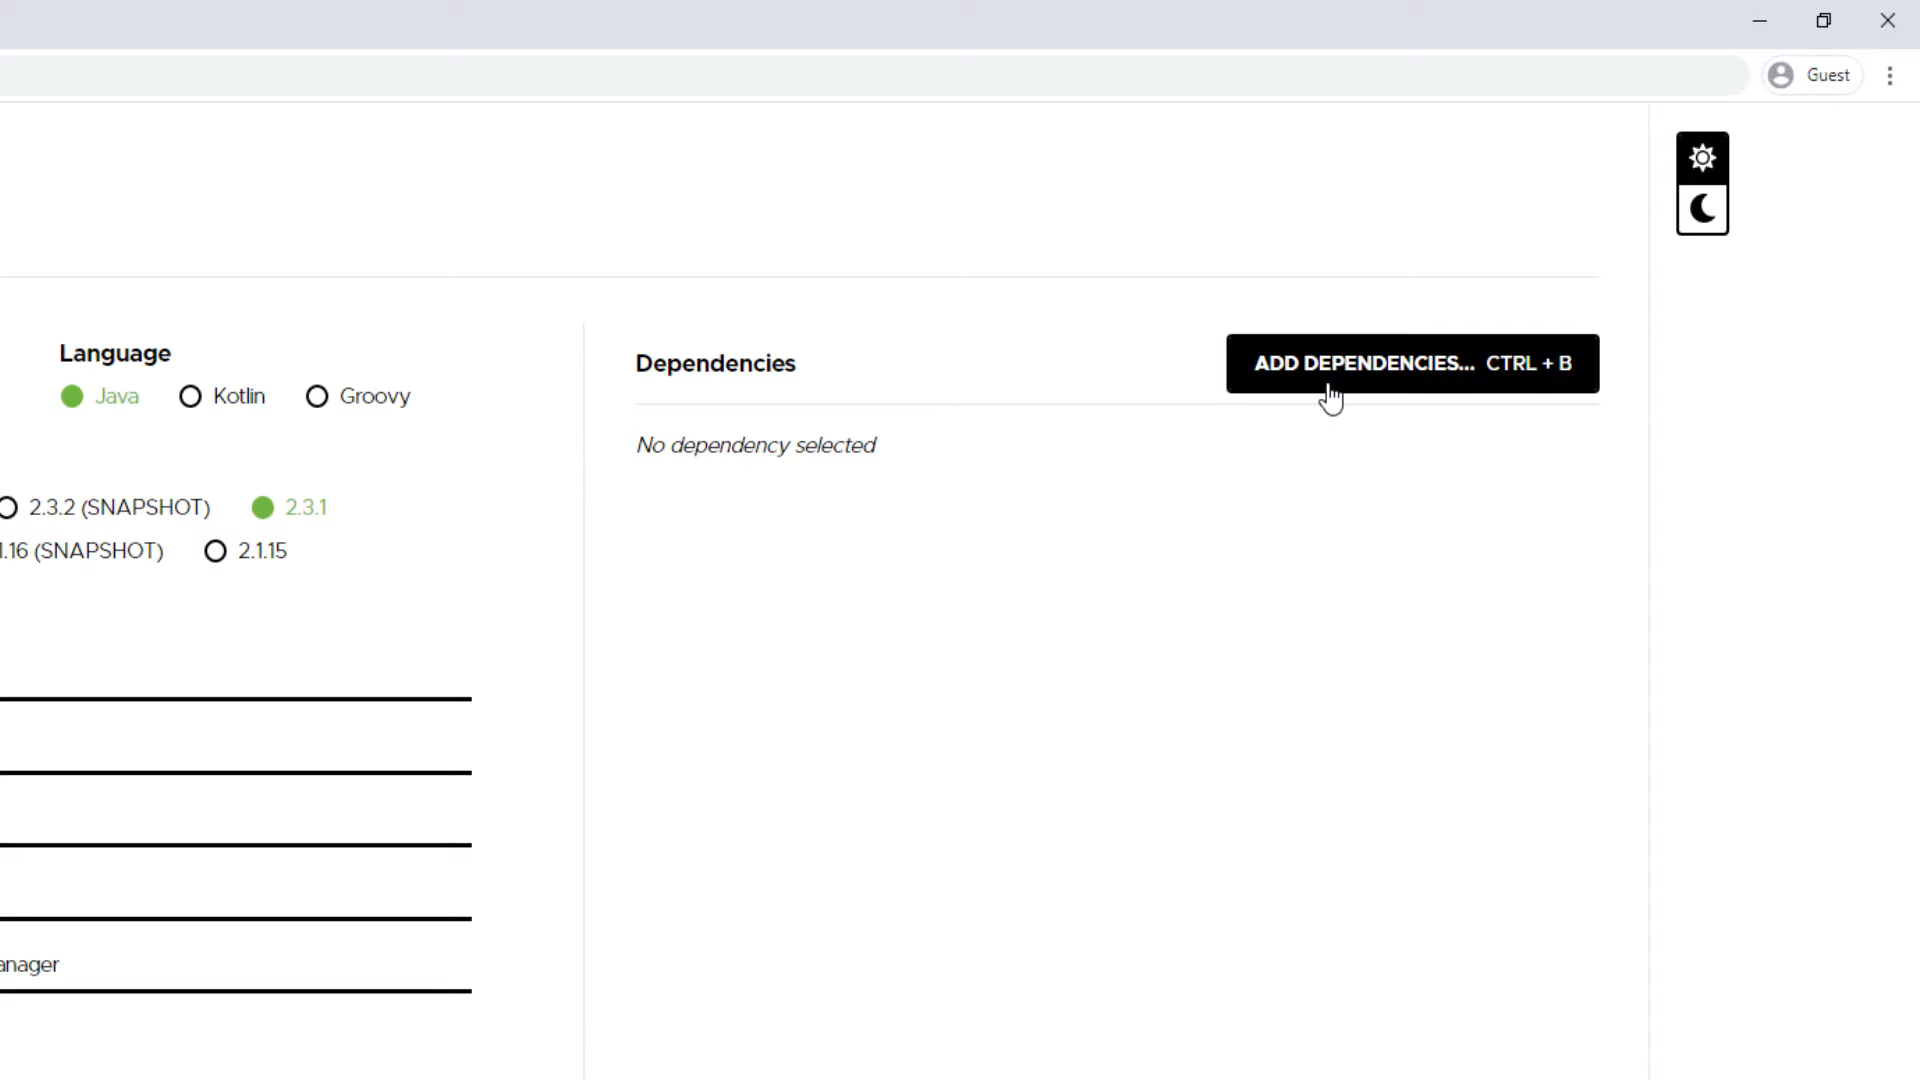 Guest
Language
Java Kotlin Groovy
2.3.2 (SNAPSHOT) 2.3.1
1.16 (SNAPSHOT) 2.1.15
anager
Dependencies
ADD DEPENDENCIES... CTRL + B
No dependency selected